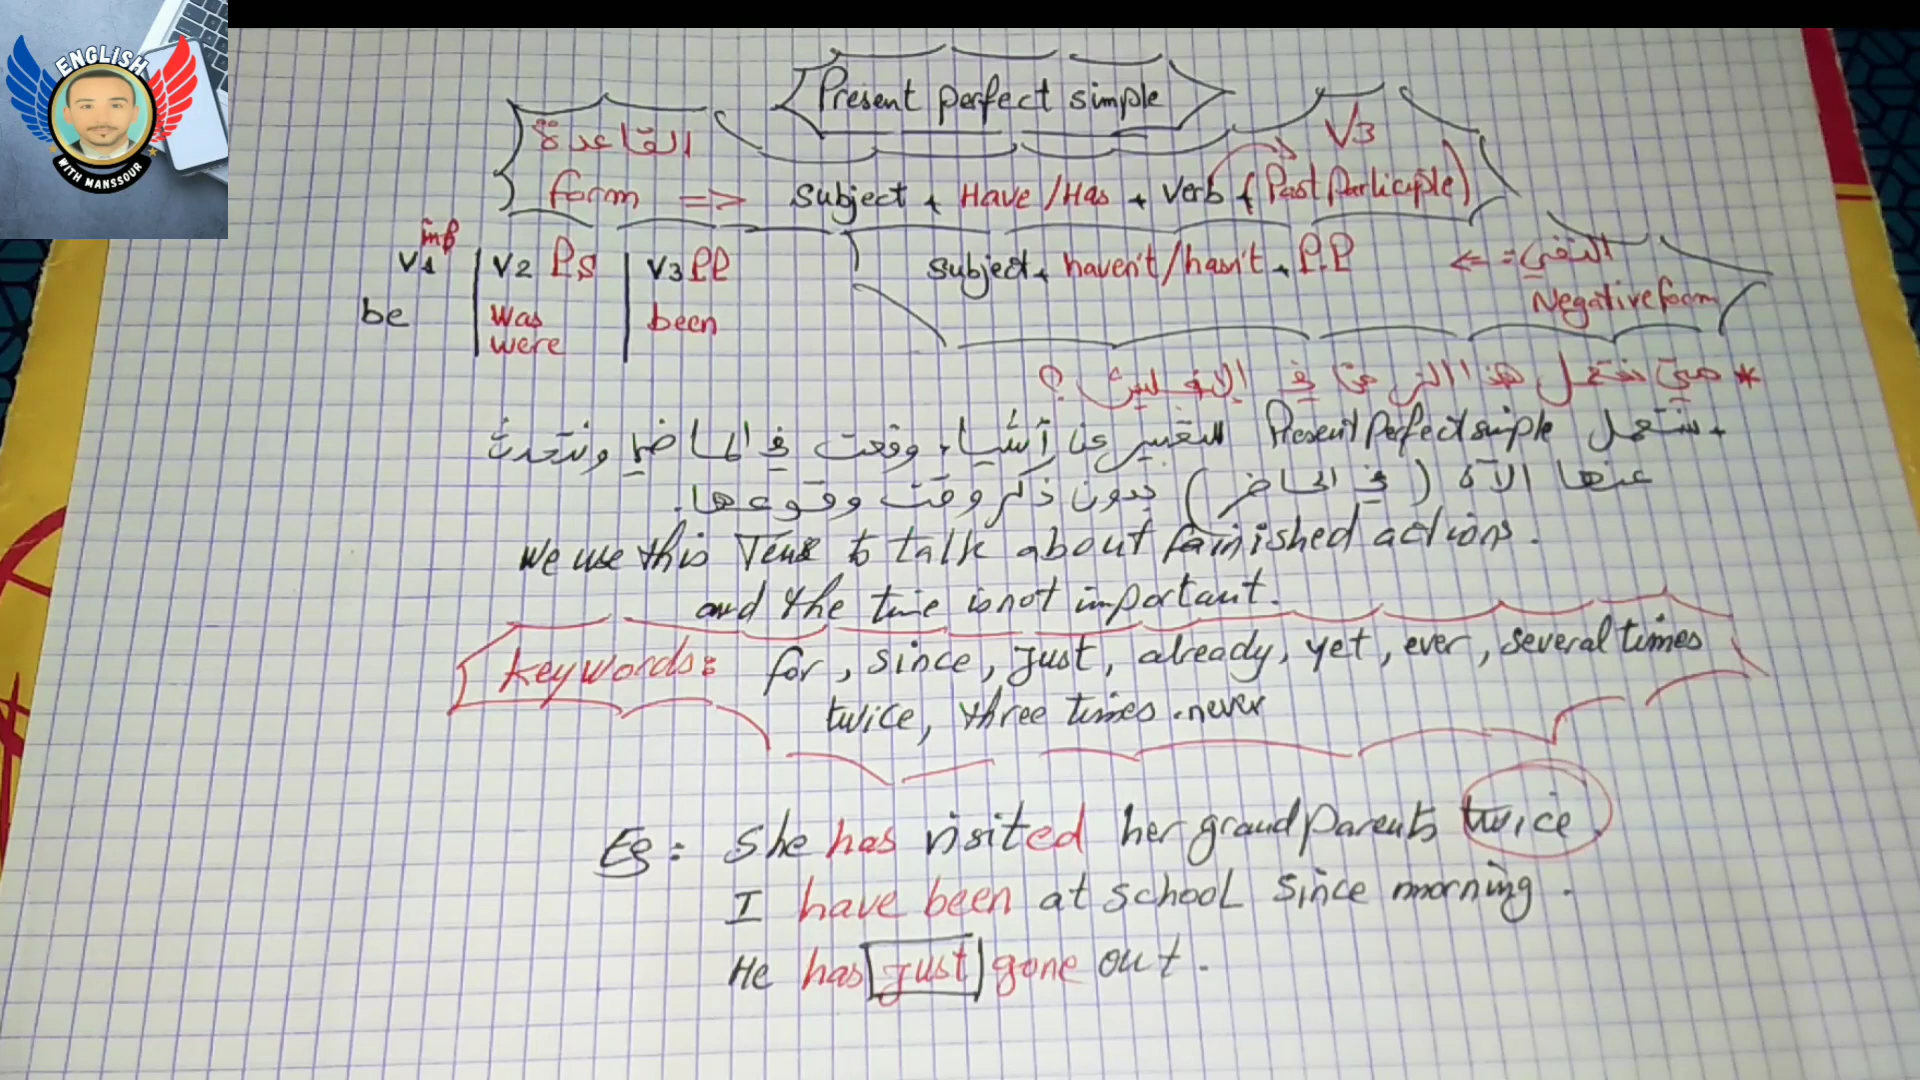 ENGLISH
WITH MANSSOUR
Present perfect simple
القاعدة
V3
form => Subject + Have / Has + Verb + (Past Participle)
inf
V1 | V2 P.s | V3 P.P
be | was were | been
Subject + haven't / hasn't + P.P <= : النفي
Negative form
* متى نستعمل هذا الزمن في الإنجليزية ؟
. نستعمل Present perfect simple للتعبير عن أشياء وقعت في الماضي ونتحدث
عنها الآن ( في الحاضر ) بدون ذكر وقت وقوعها .
We use this Tense to talk about fainished actions .
and the time is not important .
Keywords : for , since , just , already , yet , ever , several times
twice , three times . never
Eg : She has visited her grand parents twice .
I have been at school since morning .
He has just gone out .